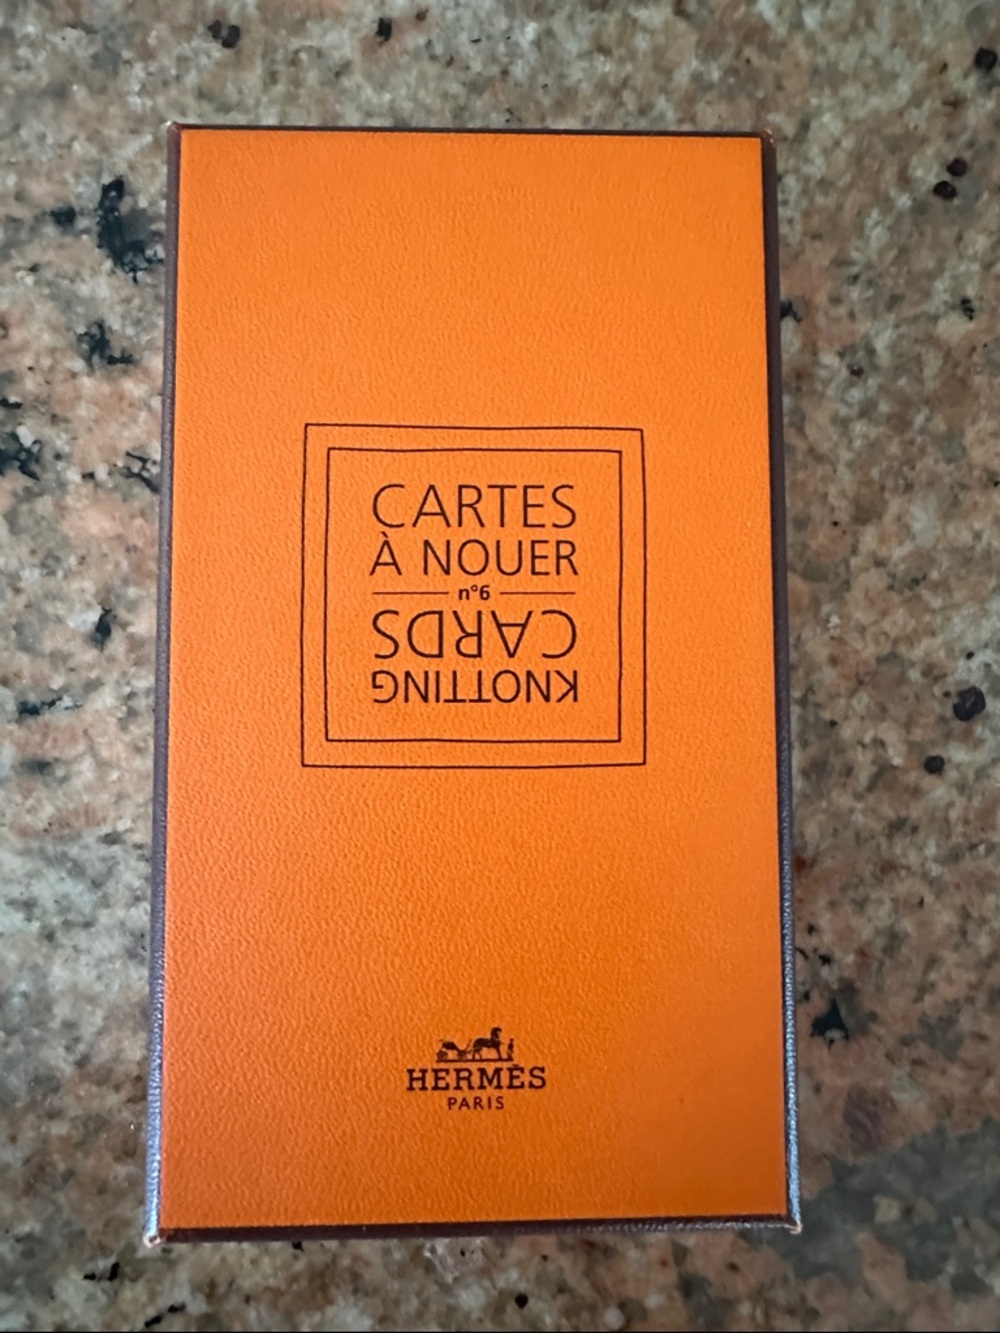 CARTES
À NOUER
n°6
KNOTTING
CARDS
HERMÈS
PARIS